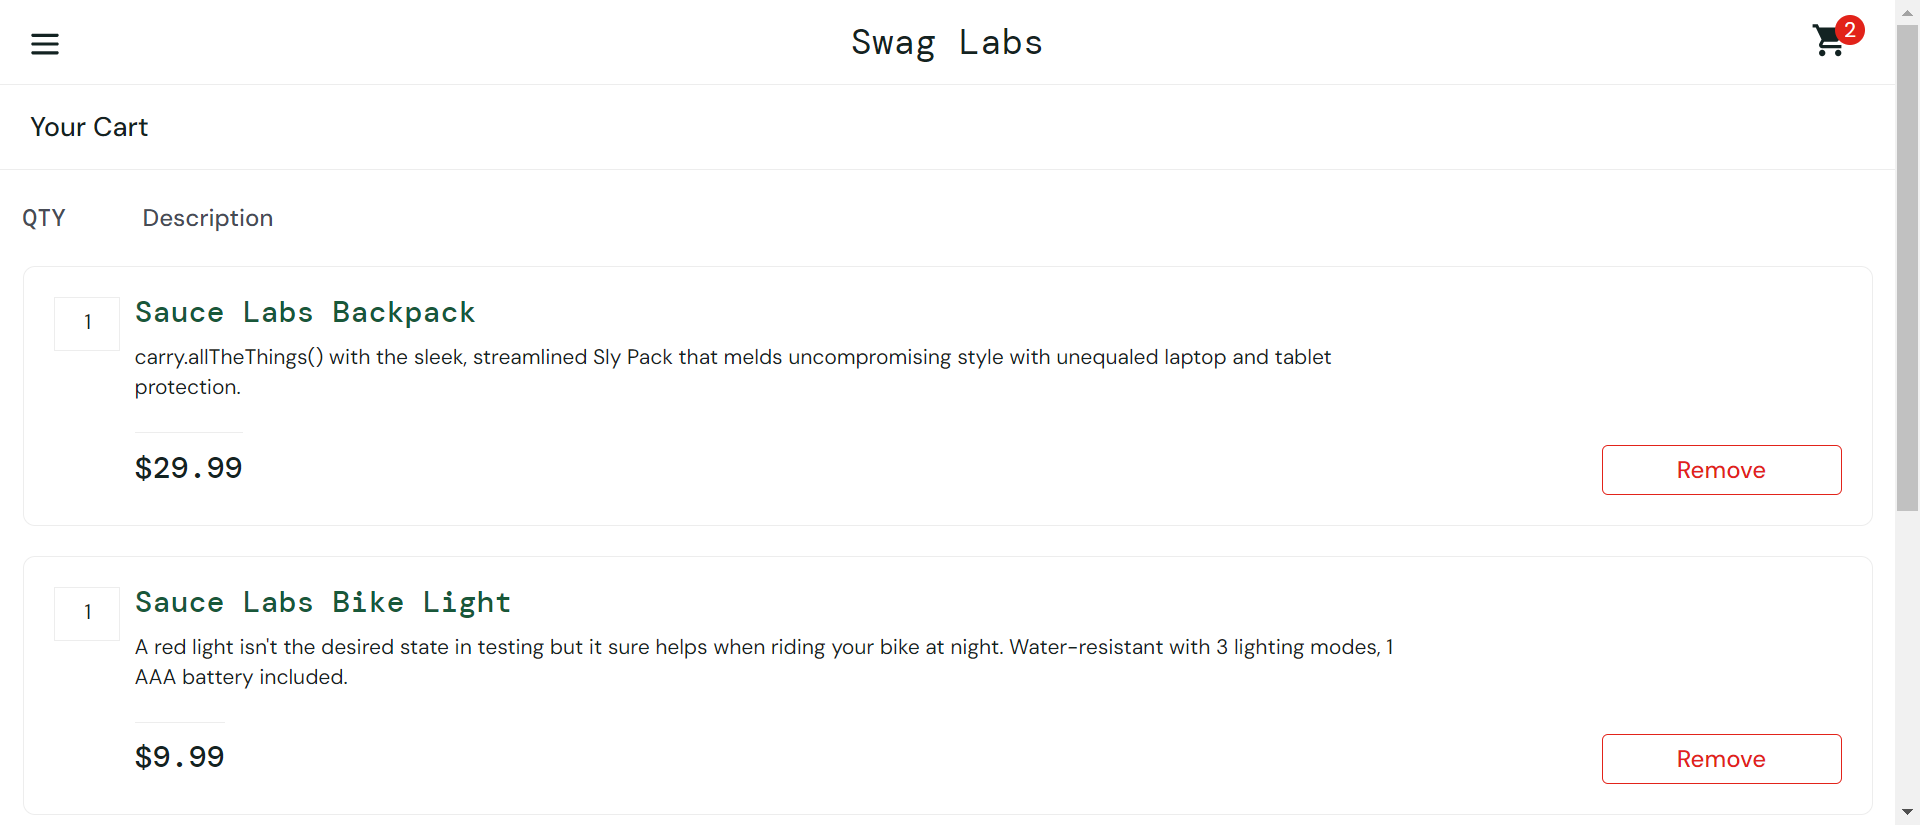 Swag Labs
2
Your Cart
QTY Description
1
Sauce Labs Backpack
carry.allTheThings() with the sleek, streamlined Sly Pack that melds uncompromising style with unequaled laptop and tablet
protection.
$29.99
Remove
1
Sauce Labs Bike Light
A red light isn't the desired state in testing but it sure helps when riding your bike at night. Water-resistant with 3 lighting modes, 1
AAA battery included.
$9.99
Remove